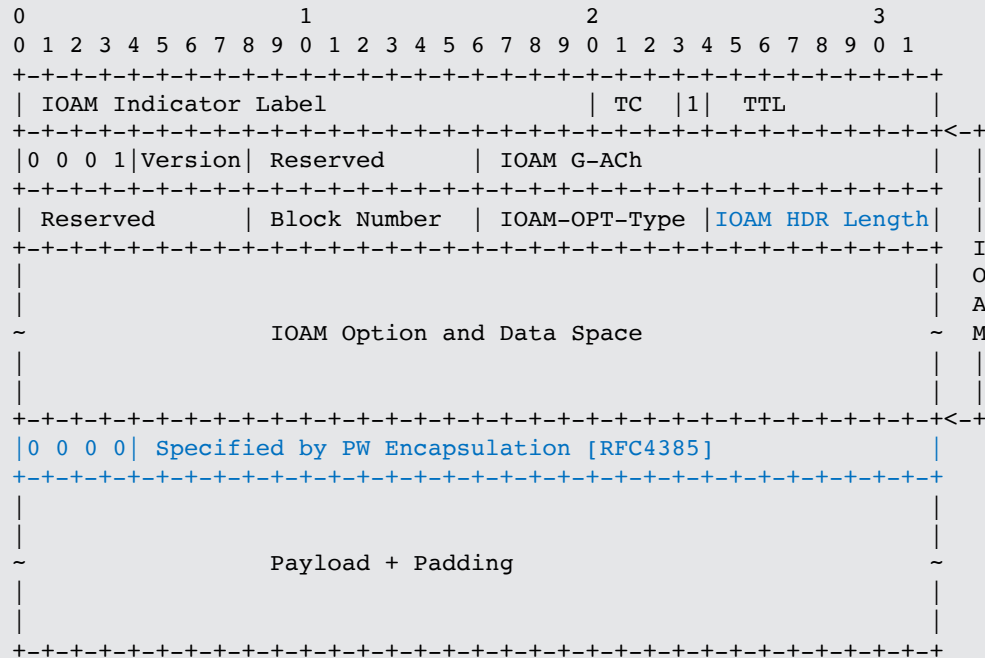 0                   1                   2                   3
0 1 2 3 4 5 6 7 8 9 0 1 2 3 4 5 6 7 8 9 0 1 2 3 4 5 6 7 8 9 0 1
+-+-+-+-+-+-+-+-+-+-+-+-+-+-+-+-+-+-+-+-+-+-+-+-+-+-+-+-+-+-+-+-+
| IOAM Indicator Label                  | TC  |1|  TTL          |
+-+-+-+-+-+-+-+-+-+-+-+-+-+-+-+-+-+-+-+-+-+-+-+-+-+-+-+-+-+-+-+-+<-+
|0 0 0 1|Version| Reserved      | IOAM G-ACh                    |  |
+-+-+-+-+-+-+-+-+-+-+-+-+-+-+-+-+-+-+-+-+-+-+-+-+-+-+-+-+-+-+-+-+  |
| Reserved      | Block Number  | IOAM-OPT-Type |IOAM HDR Length|  |
+-+-+-+-+-+-+-+-+-+-+-+-+-+-+-+-+-+-+-+-+-+-+-+-+-+-+-+-+-+-+-+-+  I
|                                                               |  O
|                                                               |  A
~                 IOAM Option and Data Space                    ~  M
|                                                               |  |
|                                                               |  |
+-+-+-+-+-+-+-+-+-+-+-+-+-+-+-+-+-+-+-+-+-+-+-+-+-+-+-+-+-+-+-+-+<-+
|0 0 0 0| Specified by PW Encapsulation [RFC4385]               |
+-+-+-+-+-+-+-+-+-+-+-+-+-+-+-+-+-+-+-+-+-+-+-+-+-+-+-+-+-+-+-+-+
|                                                               |
|                                                               |
~                 Payload + Padding                             ~
|                                                               |
|                                                               |
+-+-+-+-+-+-+-+-+-+-+-+-+-+-+-+-+-+-+-+-+-+-+-+-+-+-+-+-+-+-+-+-+